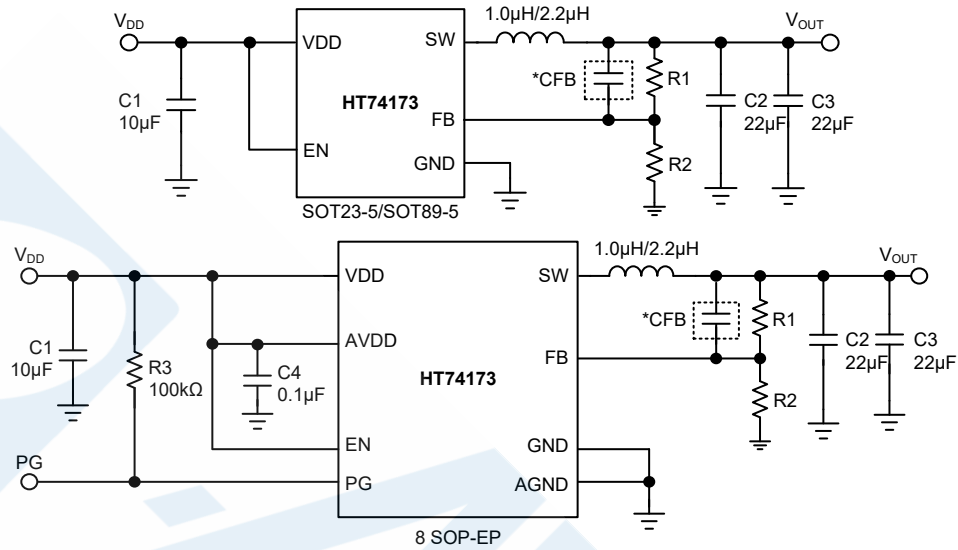 1.0µH/2.2µH
VDD
VOUT
VDD
SW
*CFB
R1
C1
10µF
HT74173
C2
22µF
C3
22µF
FB
EN
R2
GND
SOT23-5/SOT89-5
1.0µH/2.2µH
VDD
VOUT
VDD
SW
*CFB
R1
C1
10µF
AVDD
R3
100kΩ
C4
0.1µF
HT74173
FB
C2
22µF
C3
22µF
R2
EN
GND
PG
PG
AGND
8 SOP-EP